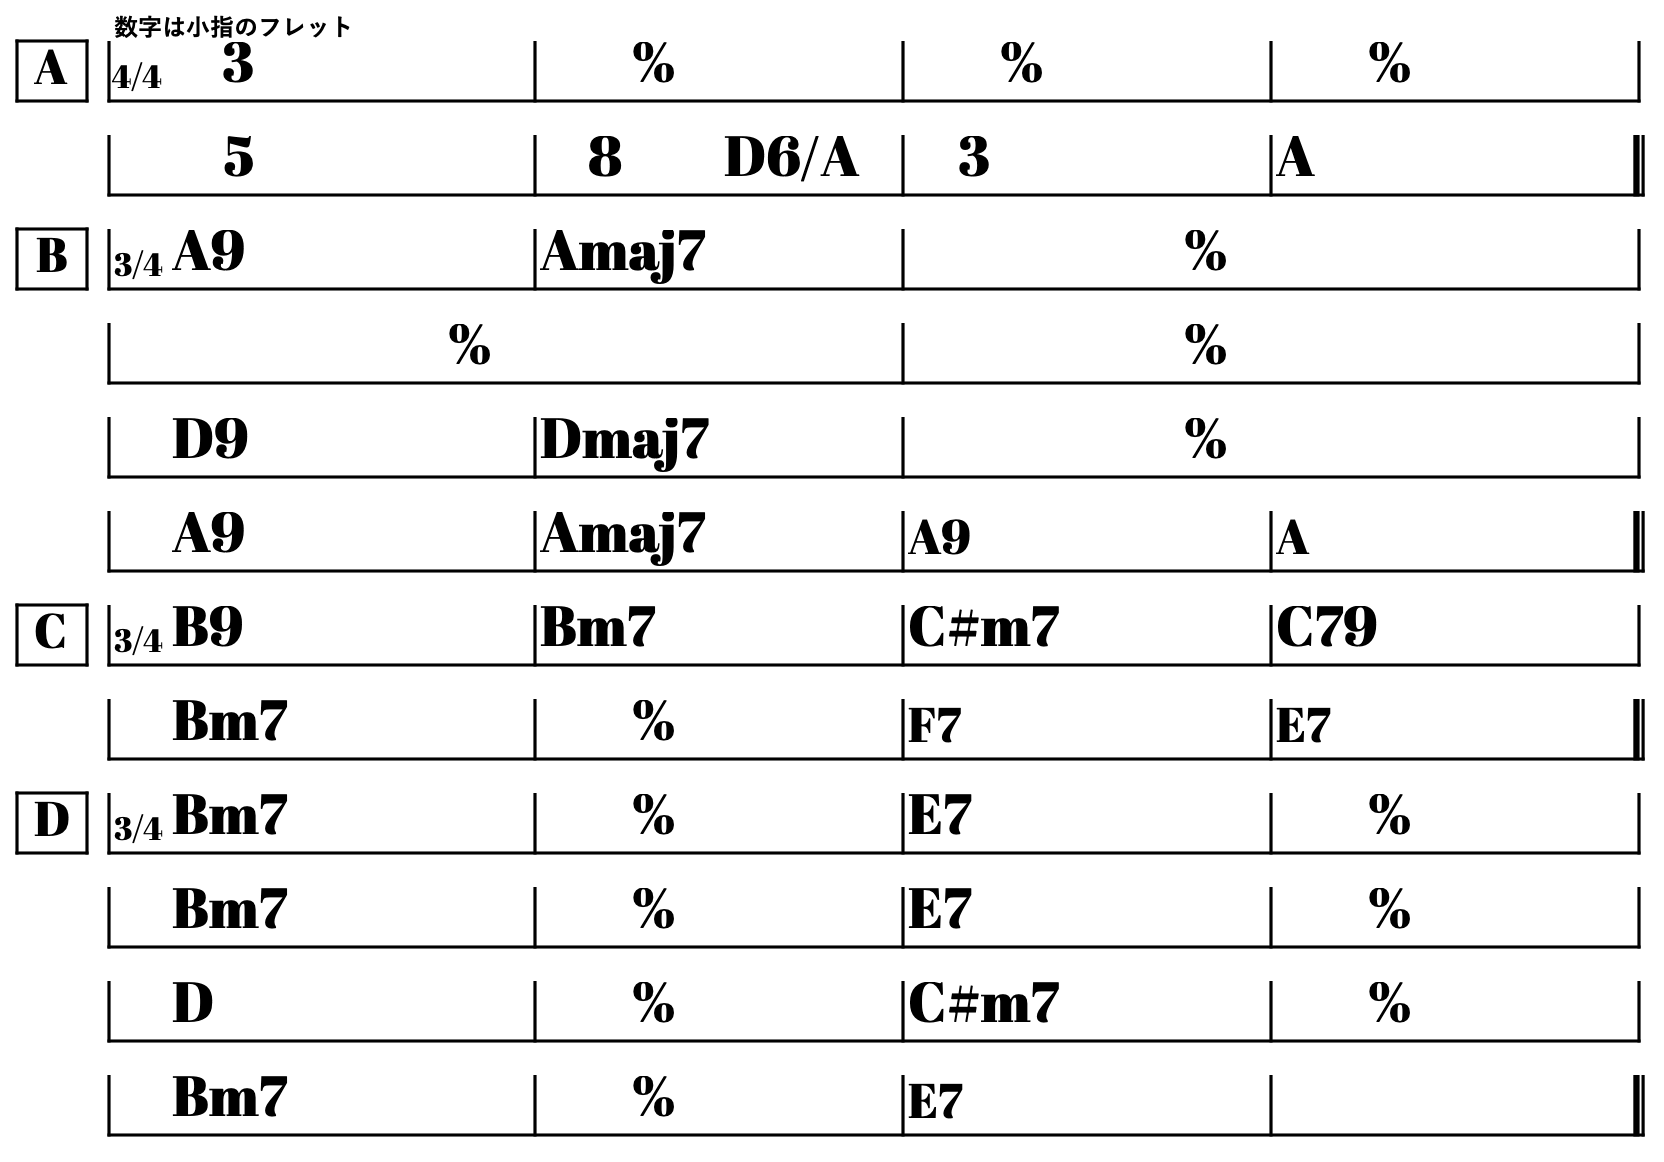 数字は小指のフレット
A 4/4 3 % % %
5 8 D6/A 3 A
B 3/4 A9 Amaj7 %
% %
D9 Dmaj7 %
A9 Amaj7 A9 A
C 3/4 B9 Bm7 C#m7 C79
Bm7 % F7 E7
D 3/4 Bm7 % E7 %
Bm7 % E7 %
D % C#m7 %
Bm7 % E7